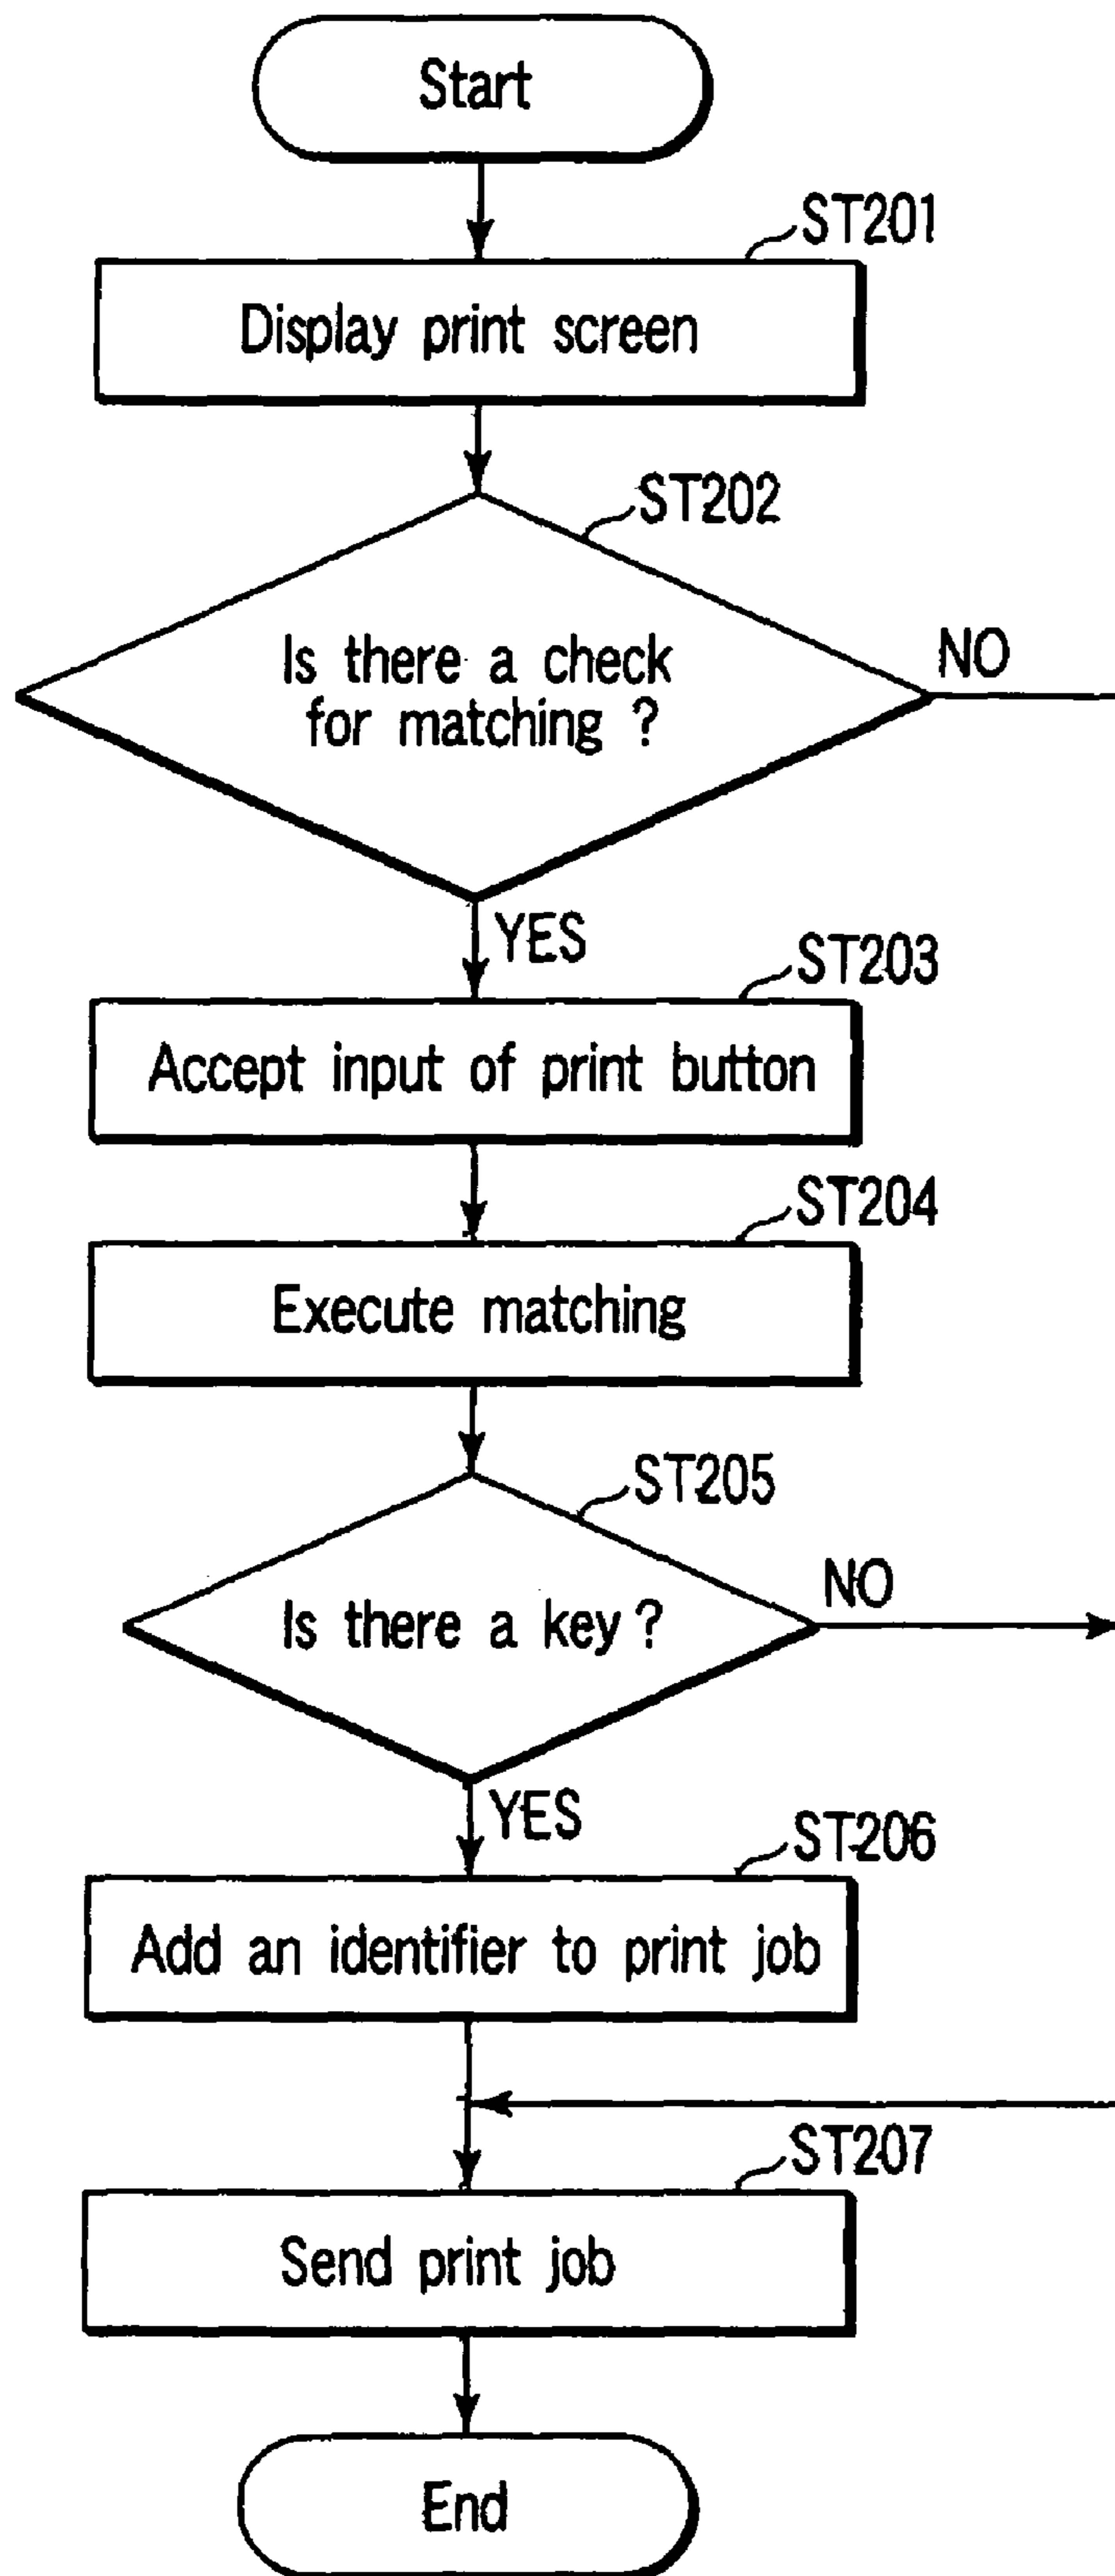 Start
ST201
Display print screen
ST202
Is there a check
for matching ?
NO
YES
ST203
Accept input of print button
ST204
Execute matching
ST205
Is there a key ?
NO
YES
ST206
Add an identifier to print job
ST207
Send print job
End